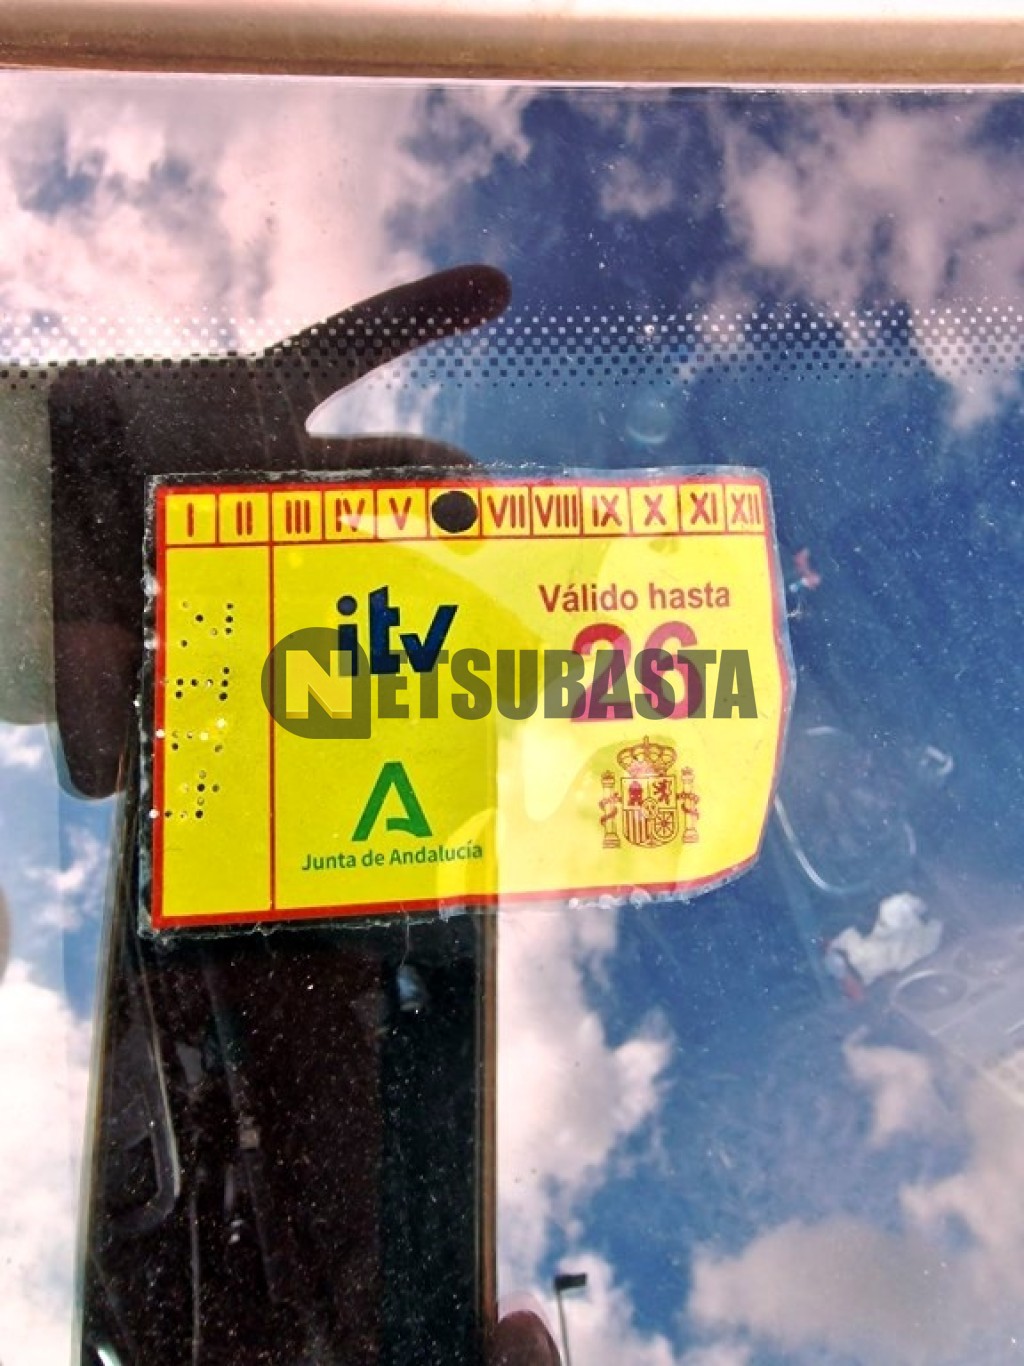 I II III IV V VII VIII IX X XI XII
itv
Válido hasta
26
NETSUBASTA
Junta de Andalucía